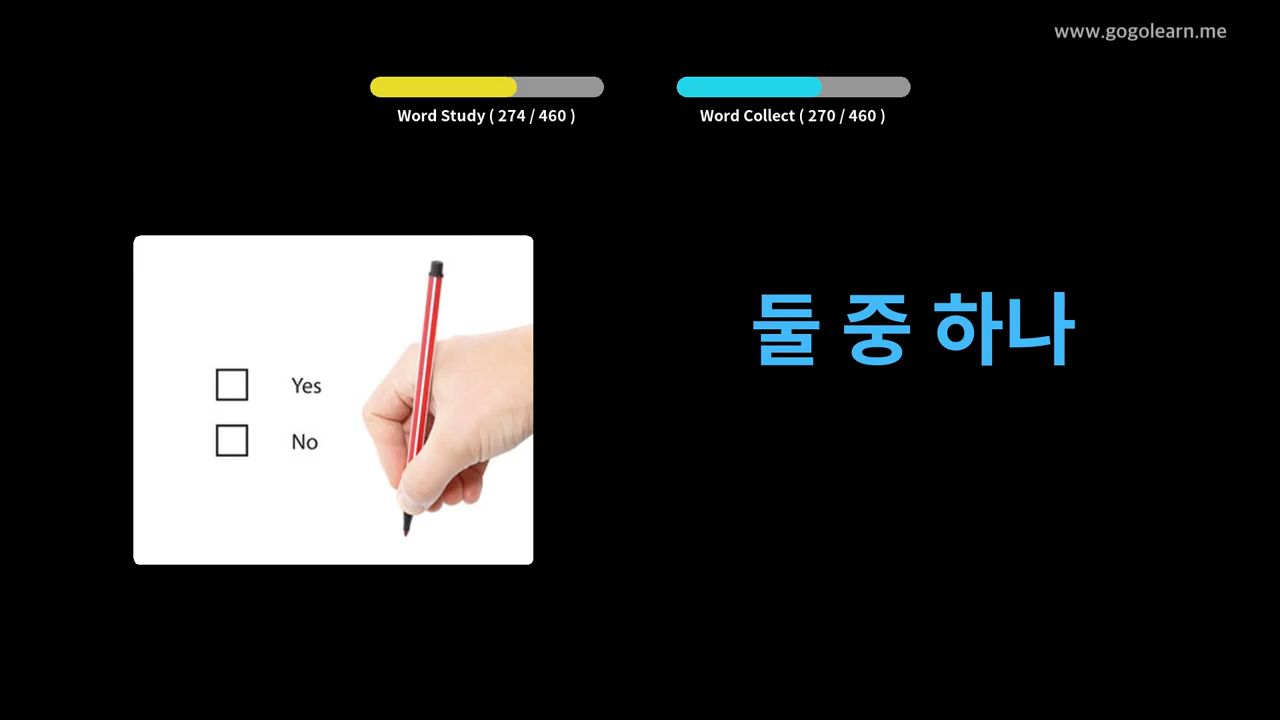 www.gogolearn.me
Word Study ( 274 / 460 )
Word Collect ( 270 / 460 )
둘 중 하나
Yes
No